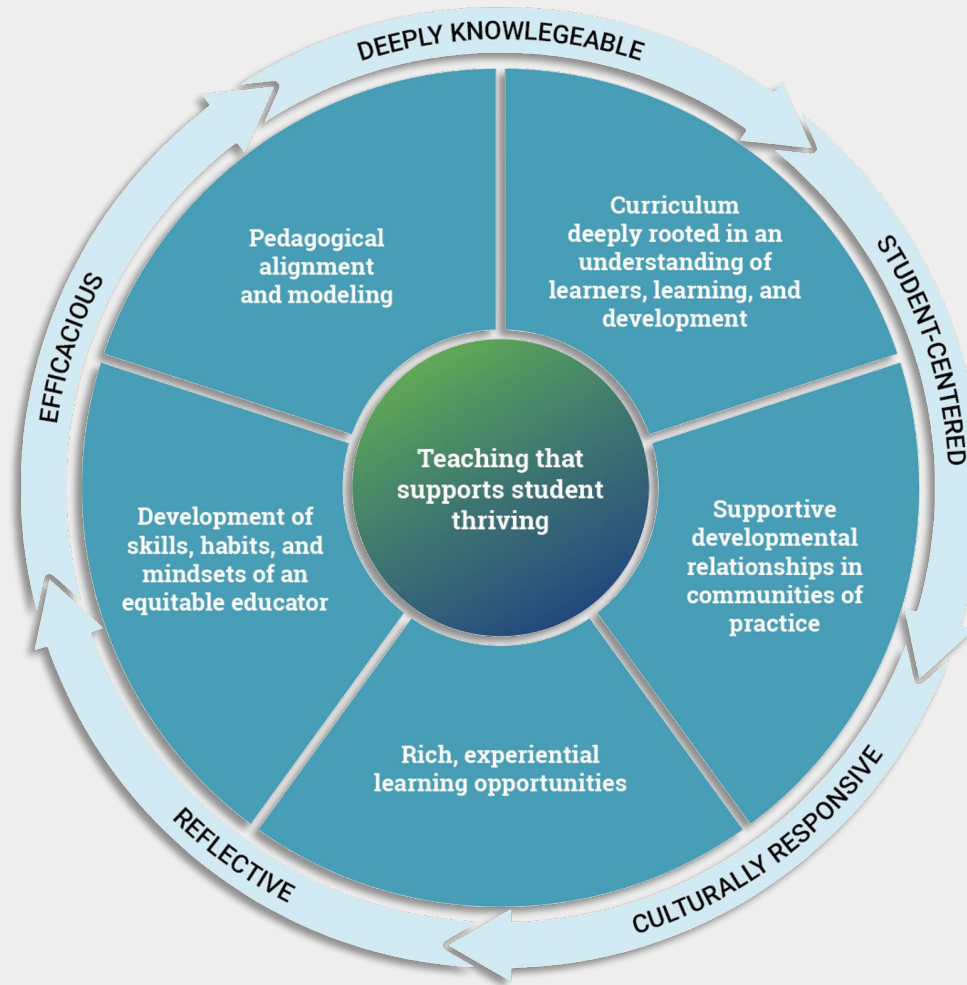 DEEPLY KNOWLEGEABLE
STUDENT-CENTERED
CULTURALLY RESPONSIVE
REFLECTIVE
EFFICACIOUS
Pedagogical
alignment
and modeling
Curriculum
deeply rooted in an
understanding of
learners, learning, and
development
Supportive
developmental
relationships in
communities of
practice
Rich, experiential
learning opportunities
Development of
skills, habits, and
mindsets of an
equitable educator
Teaching that
supports student
thriving